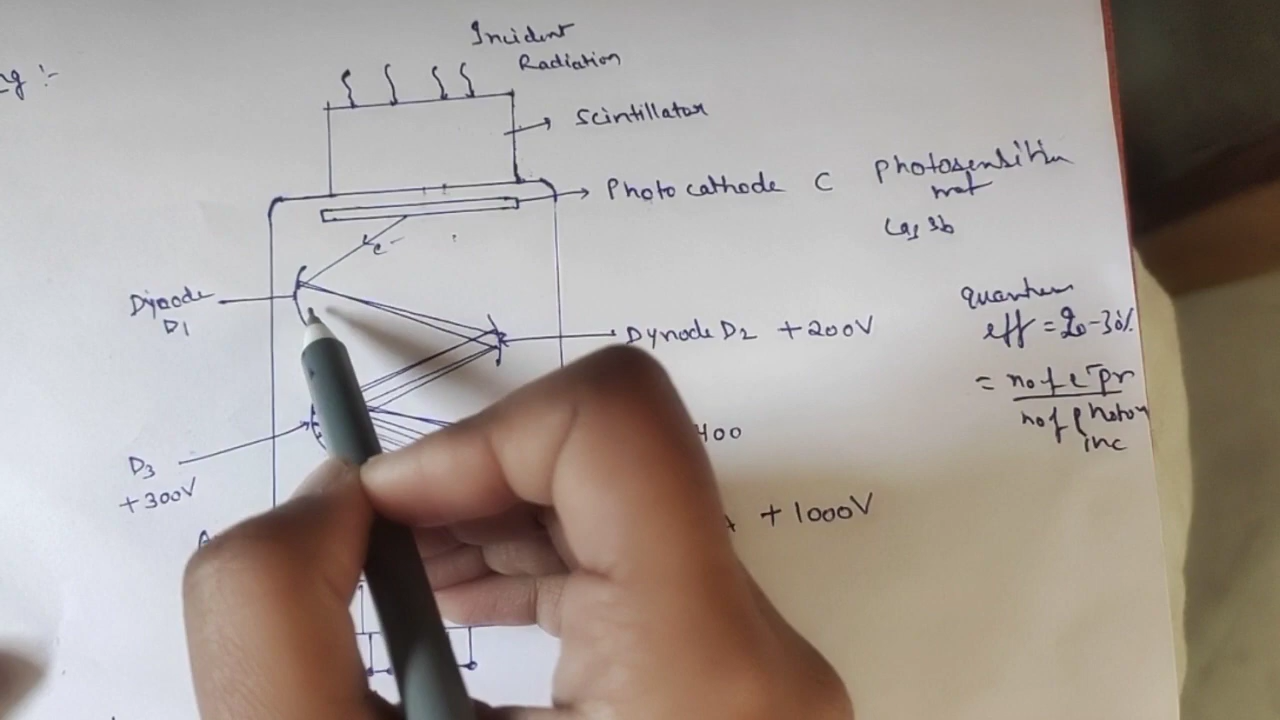 Incident
Radiation
Scintillator
Photo cathode C
mat
e-
Dynode
D1
Dynode D2 +200V
quantum
eff = 20-30%
= no of e- pr
no of photon
inc
D3
+300V
400
+1000V